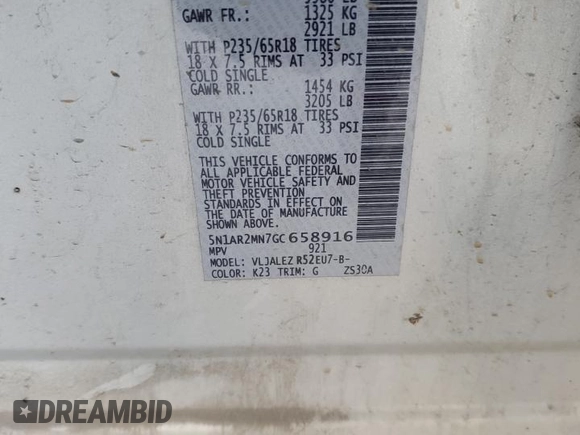 GAWR FR.: 1325 KG
2921 LB
WITH P235/65R18 TIRES
18 X 7.5 RIMS AT 33 PSI
COLD SINGLE
GAWR RR.: 1454 KG
3205 LB
WITH P235/65R18 TIRES
18 X 7.5 RIMS AT 33 PSI
COLD SINGLE
THIS VEHICLE CONFORMS TO
ALL APPLICABLE FEDERAL
MOTOR VEHICLE SAFETY AND
THEFT PREVENTION
STANDARDS IN EFFECT ON
THE DATE OF MANUFACTURE
SHOWN ABOVE.
5N1AR2MN7GC658916
MPV 921
MODEL: VLJALEZ R52EU7-B-
COLOR: K23 TRIM: G ZS30A
DREAMBID